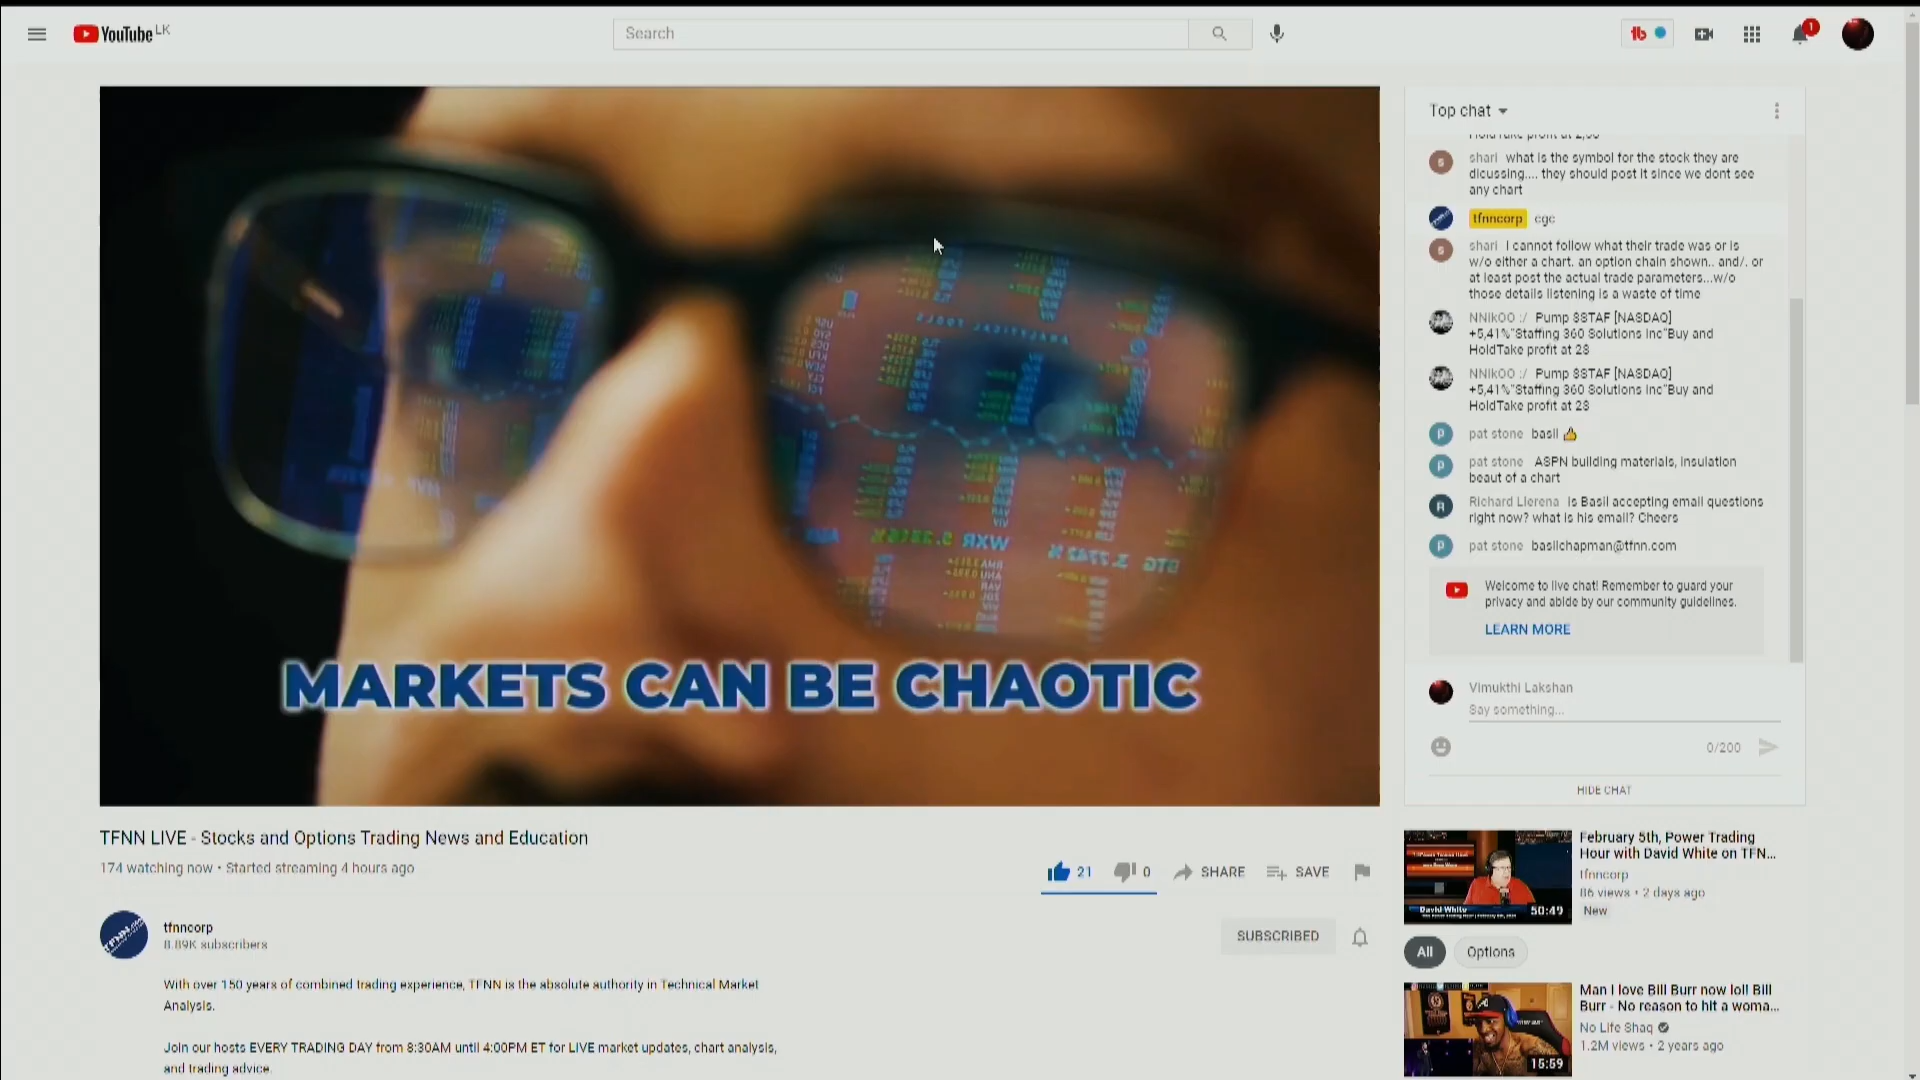 YouTube LK
Search
1
Top chat
shari what is the symbol for the stock they are
dicussing.... they should post it since we dont see
any chart
tfnncorp cgc
shari I cannot follow what their trade was or is
w/o either a chart. an option chain shown.. and/. or
at least post the actual trade parameters...w/o
those details listening is a waste of time
NNikOO :/ Pump $STAF [NASDAQ]
+5,41%"Staffing 360 Solutions Inc"Buy and
HoldTake profit at 2$
NNikOO :/ Pump $STAF [NASDAQ]
+5,41%"Staffing 360 Solutions Inc"Buy and
HoldTake profit at 2$
pat stone basil 👍
pat stone ASPN building materials, insulation
beaut of a chart
Richard Llerena is Basil accepting email questions
right now? what is his email? Cheers
pat stone basilchapman@tfnn.com
Welcome to live chat! Remember to guard your
privacy and abide by our community guidelines.
LEARN MORE
Vimukthi Lakshan
Say something...
0/200
HIDE CHAT
MARKETS CAN BE CHAOTIC
TFNN LIVE - Stocks and Options Trading News and Education
174 watching now • Started streaming 4 hours ago
21 0 SHARE SAVE
tfnncorp
8.89K subscribers
SUBSCRIBED
With over 150 years of combined trading experience, TFNN is the absolute authority in Technical Market
Analysis.
Join our hosts EVERY TRADING DAY from 8:30AM until 4:00PM ET for LIVE market updates, chart analysis,
and trading advice.
David White
50:49
February 5th, Power Trading
Hour with David White on TFN...
tfnncorp
86 views • 2 days ago
New
All Options
15:59
Man I love Bill Burr now lol! Bill
Burr - No reason to hit a woma...
No Life Shaq
1.2M views • 2 years ago